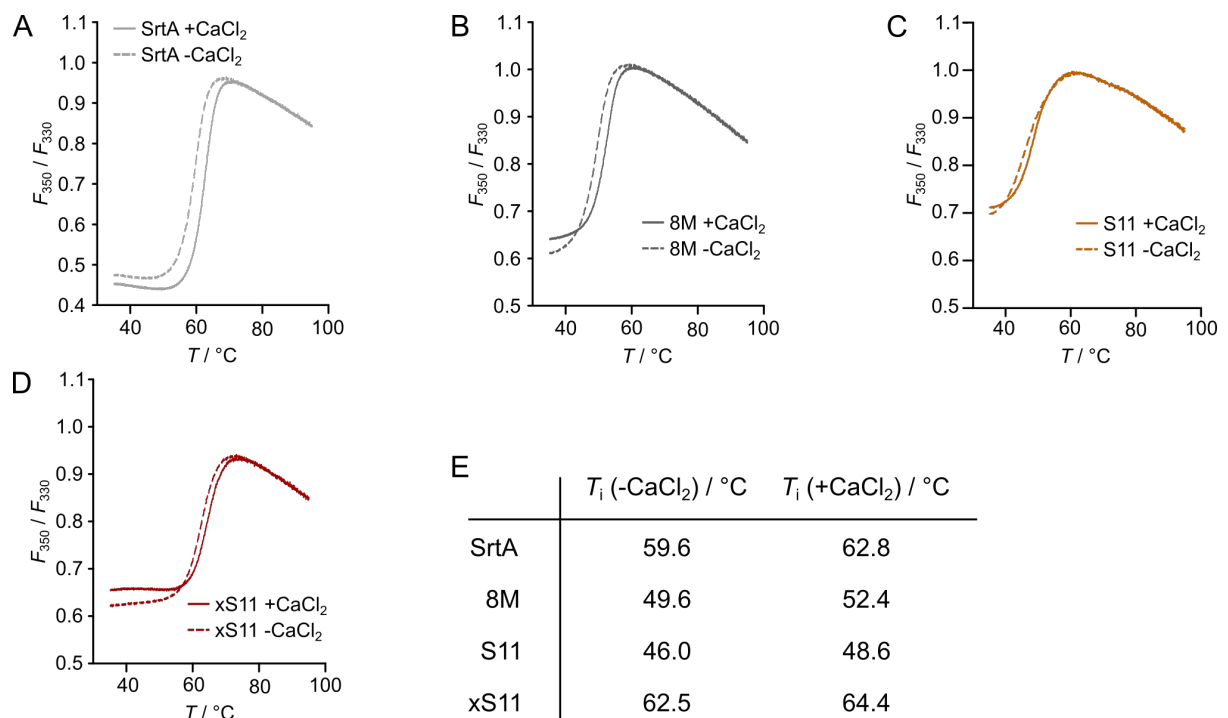 A
SrtA +CaCl₂
SrtA -CaCl₂
1.1
1.0
0.9
0.8
0.7
0.6
0.5
0.4
F₃₅₀ / F₃₃₀
40 60 80 100
T / °C
B
1.1
1.0
0.9
0.8
0.7
0.6
0.5
F₃₅₀ / F₃₃₀
8M +CaCl₂
8M -CaCl₂
40 60 80 100
T / °C
C
1.1
1.0
0.9
0.8
0.7
0.6
0.5
F₃₅₀ / F₃₃₀
S11 +CaCl₂
S11 -CaCl₂
40 60 80 100
T / °C
D
1.1
1.0
0.9
0.8
0.7
0.6
0.5
F₃₅₀ / F₃₃₀
xS11 +CaCl₂
xS11 -CaCl₂
40 60 80 100
T / °C
E
Tᵢ (-CaCl₂) / °C Tᵢ (+CaCl₂) / °C
SrtA 59.6 62.8
8M 49.6 52.4
S11 46.0 48.6
xS11 62.5 64.4